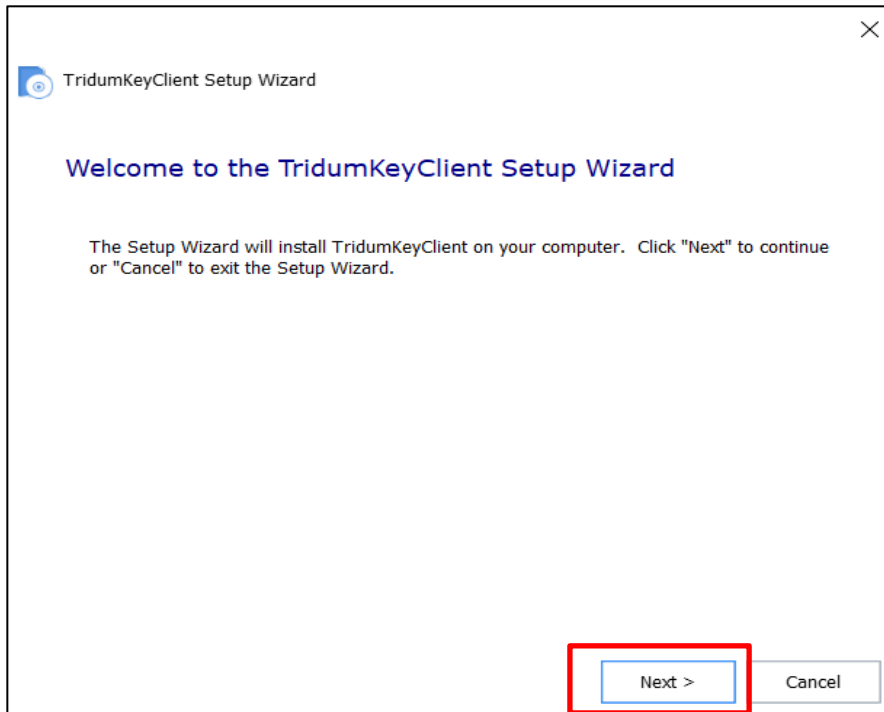 TridumKeyClient Setup Wizard
Welcome to the TridumKeyClient Setup Wizard
The Setup Wizard will install TridumKeyClient on your computer.  Click "Next" to continue
or "Cancel" to exit the Setup Wizard.
Next >
Cancel